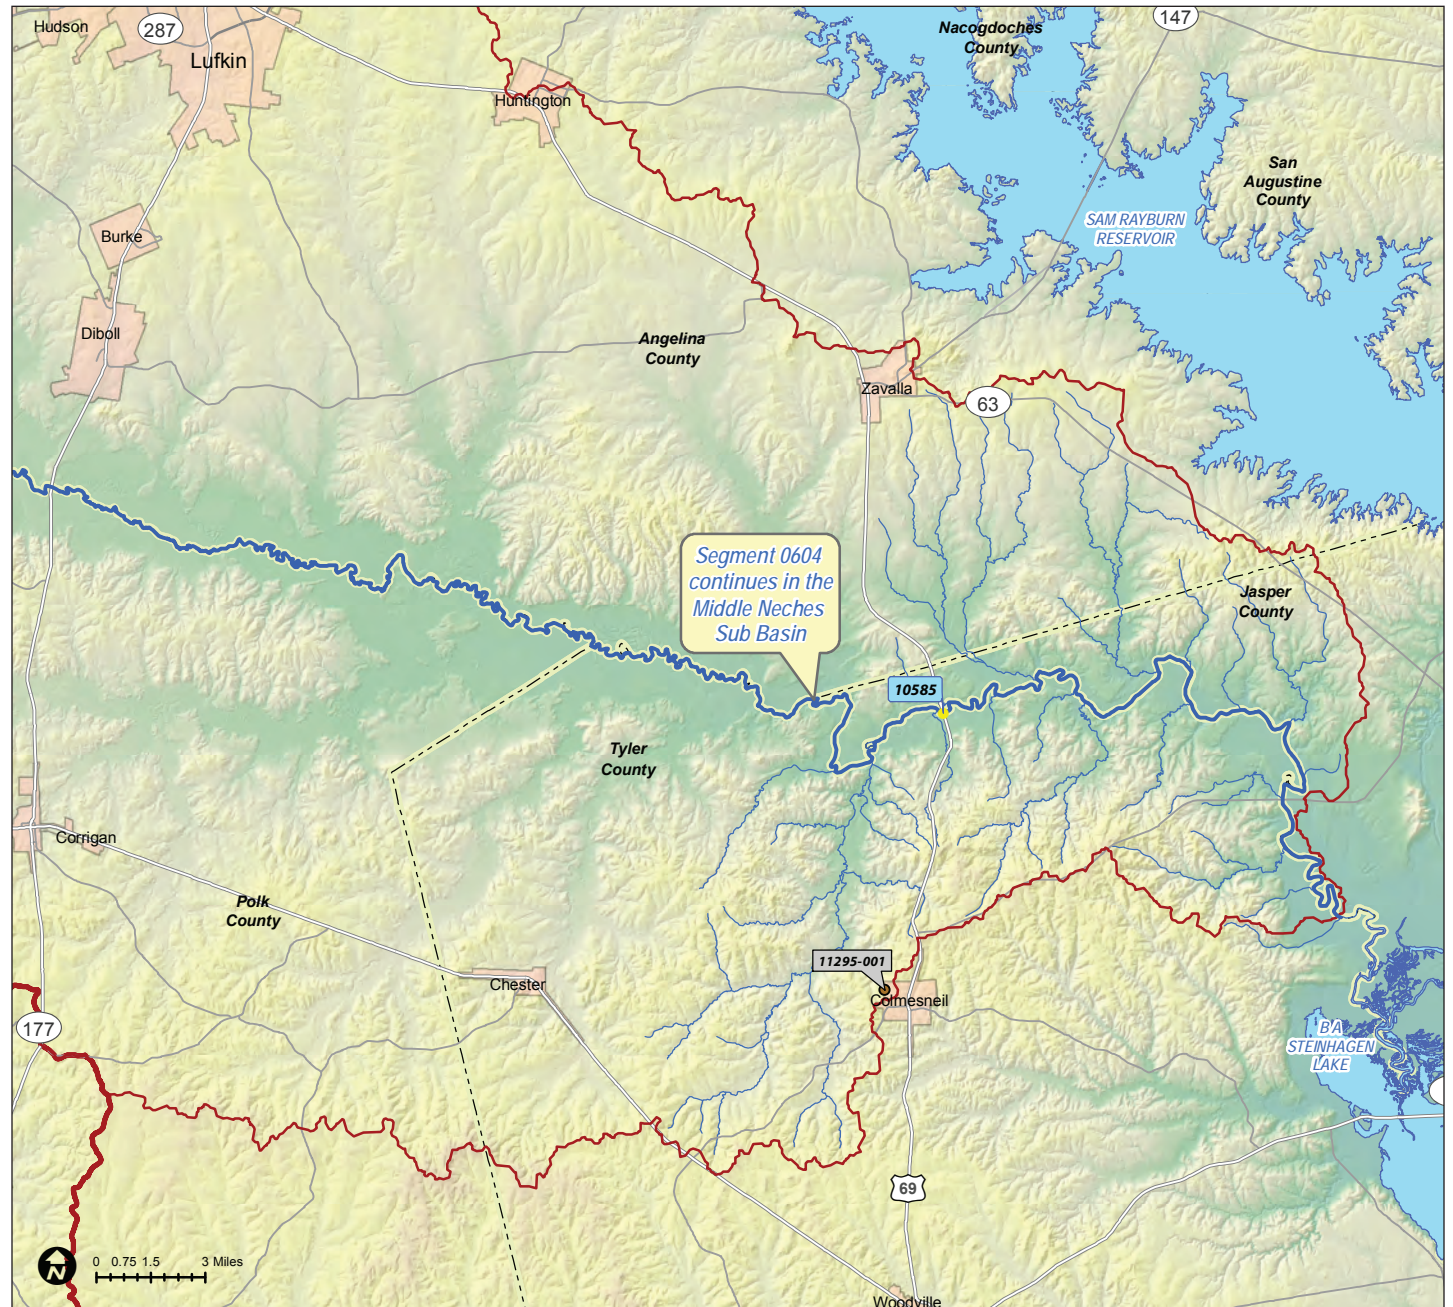 Hudson
287
Lufkin
Nacogdoches
County
147
Huntington
San
Augustine
County
SAM RAYBURN
RESERVOIR
Burke
Diboll
Angelina
County
Zavalla
63
Segment 0604
continues in the
Middle Neches
Sub Basin
Jasper
County
10585
Tyler
County
Corrigan
Polk
County
11295-001
Chester
Colmesneil
177
B A
STEINHAGEN
LAKE
69
N
0 0.75 1.5 3 Miles
Woodville